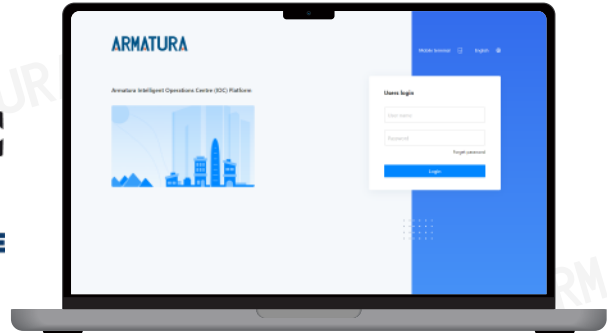 ARMATURA
Mobile browser English
Armatura Intelligent Operations Centre (IOC) Platform
Users login
User name
Password
Forget password
Login